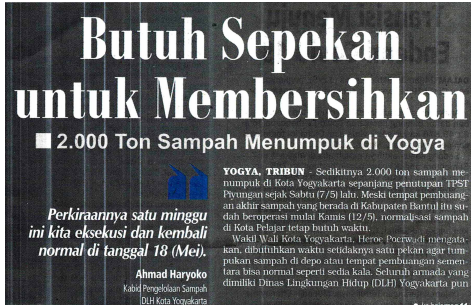 Butuh Sepekan
untuk Membersihkan
2.000 Ton Sampah Menumpuk di Yogya
Perkiraannya satu minggu
ini kita eksekusi dan kembali
normal di tanggal 18 (Mei).
Ahmad Haryoko
Kabid Pengelolaan Sampah
DLH Kota Yogyakarta
YOGYA, TRIBUN - Sedikitnya 2.000 ton sampah me-
numpuk di Kota Yogyakarta sepanjang penutupan TPST
Piyungan sejak Sabtu (7/5) lalu. Meski tempat pembuang-
an akhir sampah yang berada di Kabupaten Bantul itu su-
dah beroperasi mulai Kamis (12/5), normalisasi sampah
di Kota Pelajar tetap butuh waktu.
Wakil Wali Kota Yogyakarta, Heroe Poerwadi mengata-
kan, dibutuhkan waktu setidaknya satu pekan agar tum-
pukan sampah di depo atau tempat pembuangan semen-
tara bisa normal seperti sedia kala. Seluruh armada yang
dimiliki Dinas Lingkungan Hidup (DLH) Yogyakarta pun